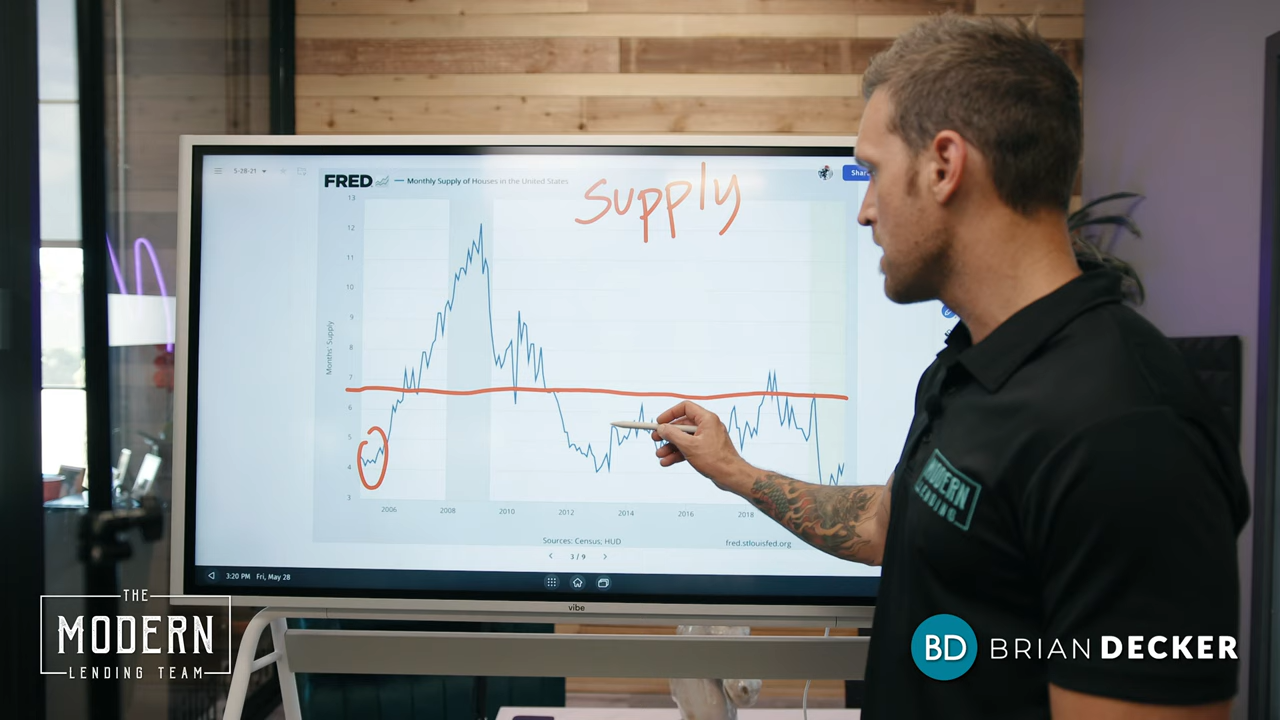 5-28-21
FRED
Monthly Supply of Houses in the United States
Supply
Months' Supply
13
12
11
10
9
8
7
6
5
4
3
2006
2008
2010
2012
2014
2016
2018
Sources: Census, HUD
fred.stlouisfed.org
3 / 9
3:20 PM Fri, May 28
vibe
MODERN
LENDING
THE
MODERN
LENDING TEAM
BD
BRIAN DECKER